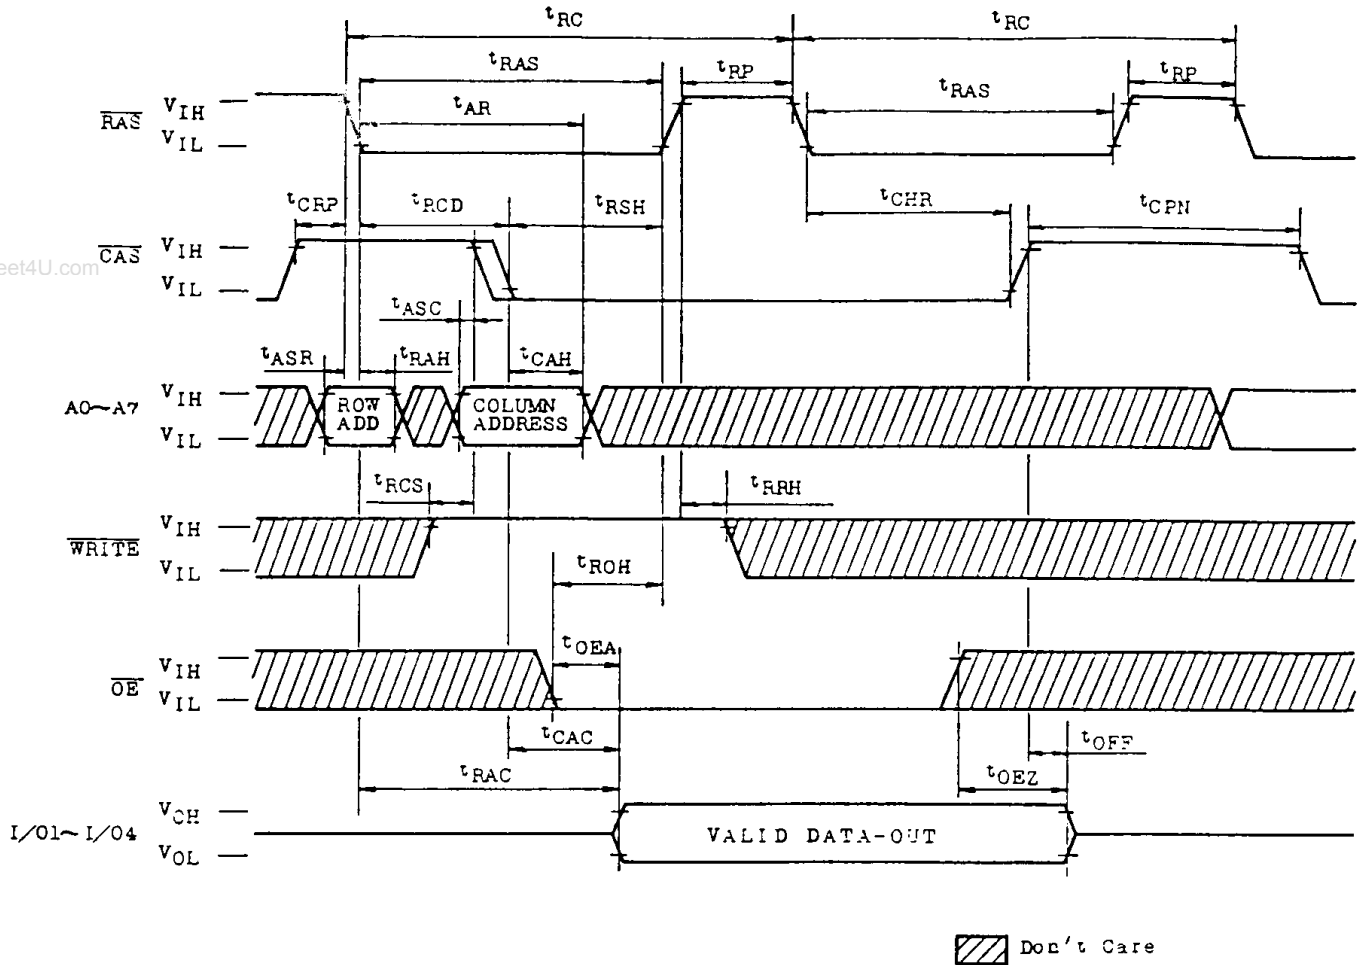 tRC tRC
tRAS tRP tRAS tRP
tAR
RAS VIH
VIL
tCRP tRCD tRSH tCHR tCPN
CAS VIH
VIL
eet4U.com
tASC
tASR tRAH tCAH
A0~A7 VIH
VIL
ROW
ADD
COLUMN
ADDRESS
tRCS tRRH
WRITE VIH
VIL
tROH
tOEA
OE VIH
VIL
tCAC tOFF
tRAC tOEZ
I/O1~I/O4 VOH
VOL
VALID DATA-OUT
Don't Care